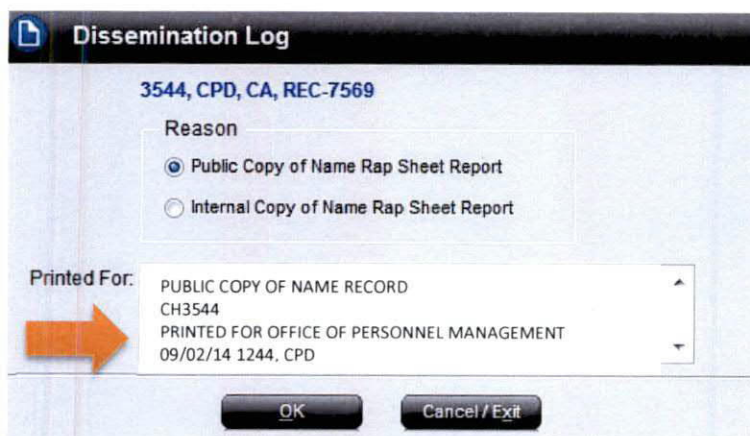 Dissemination Log
3544, CPD, CA, REC-7569
Reason
Public Copy of Name Rap Sheet Report
Internal Copy of Name Rap Sheet Report
Printed For:
PUBLIC COPY OF NAME RECORD
CH3544
PRINTED FOR OFFICE OF PERSONNEL MANAGEMENT
09/02/14 1244, CPD
OK
Cancel / Exit